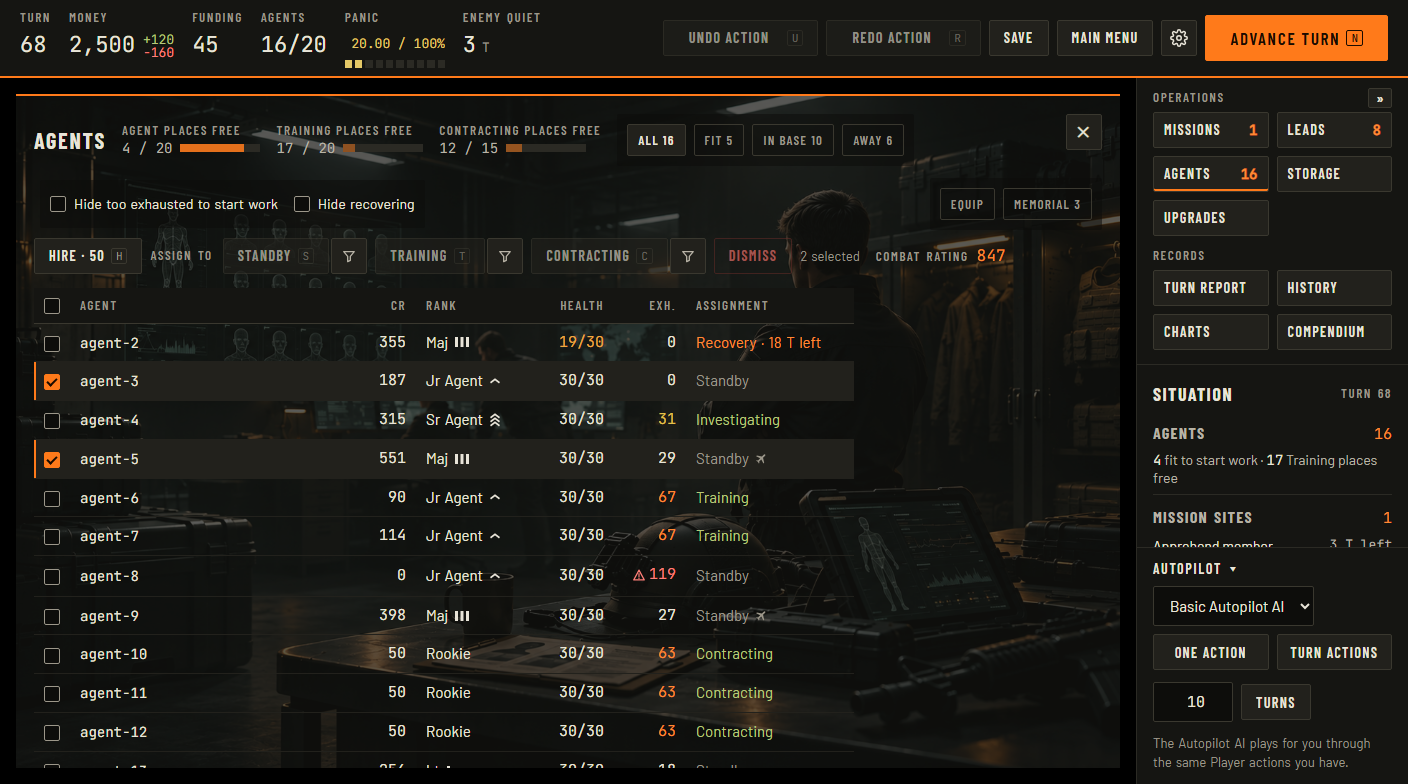 TURN MONEY FUNDING AGENTS PANIC ENEMY QUIET
68 2,500 +120 -160 45 16/20 20.00 / 100% 3 T
UNDO ACTION U REDO ACTION R SAVE MAIN MENU ADVANCE TURN N
AGENTS
AGENT PLACES FREE TRAINING PLACES FREE CONTRACTING PLACES FREE
4 / 20 17 / 20 12 / 15
ALL 16 FIT 5 IN BASE 10 AWAY 6
Hide too exhausted to start work Hide recovering
EQUIP MEMORIAL 3
HIRE · 50 H ASSIGN TO STANDBY S TRAINING T CONTRACTING C DISMISS 2 selected COMBAT RATING 847
AGENT CR RANK HEALTH EXH. ASSIGNMENT
agent-2 355 Maj 19/30 0 Recovery · 18 T left
agent-3 187 Jr Agent 30/30 0 Standby
agent-4 315 Sr Agent 30/30 31 Investigating
agent-5 551 Maj 30/30 29 Standby
agent-6 90 Jr Agent 30/30 67 Training
agent-7 114 Jr Agent 30/30 67 Training
agent-8 0 Jr Agent 30/30 119 Standby
agent-9 398 Maj 30/30 27 Standby
agent-10 50 Rookie 30/30 63 Contracting
agent-11 50 Rookie 30/30 63 Contracting
agent-12 50 Rookie 30/30 63 Contracting
OPERATIONS »
MISSIONS 1 LEADS 8
AGENTS 16 STORAGE
UPGRADES
RECORDS
TURN REPORT HISTORY
CHARTS COMPENDIUM
SITUATION TURN 68
AGENTS 16
4 fit to start work · 17 Training places
free
MISSION SITES 1
Apprehend member 3 T left
AUTOPILOT
Basic Autopilot AI
ONE ACTION TURN ACTIONS
10 TURNS
The Autopilot AI plays for you through
the same Player actions you have.